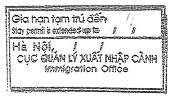 Gia hạn tạm trú đến
Stay permit is extended up to / /
Hà Nội, / /
CỤC QUẢN LÝ XUẤT NHẬP CẢNH
Immigration Office